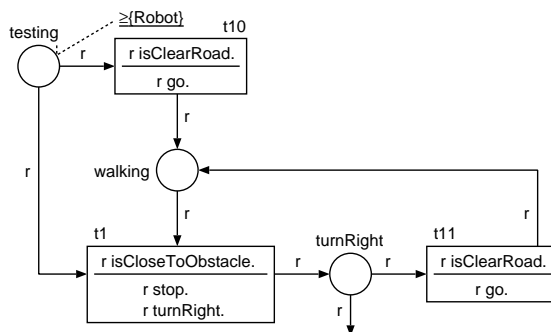 ≥{Robot}
testing
t10
r
r isClearRoad.
r go.
r
r
walking
r
r
t1
turnRight
t11
r isCloseToObstacle.
r stop.
r turnRight.
r
r
r isClearRoad.
r go.
r